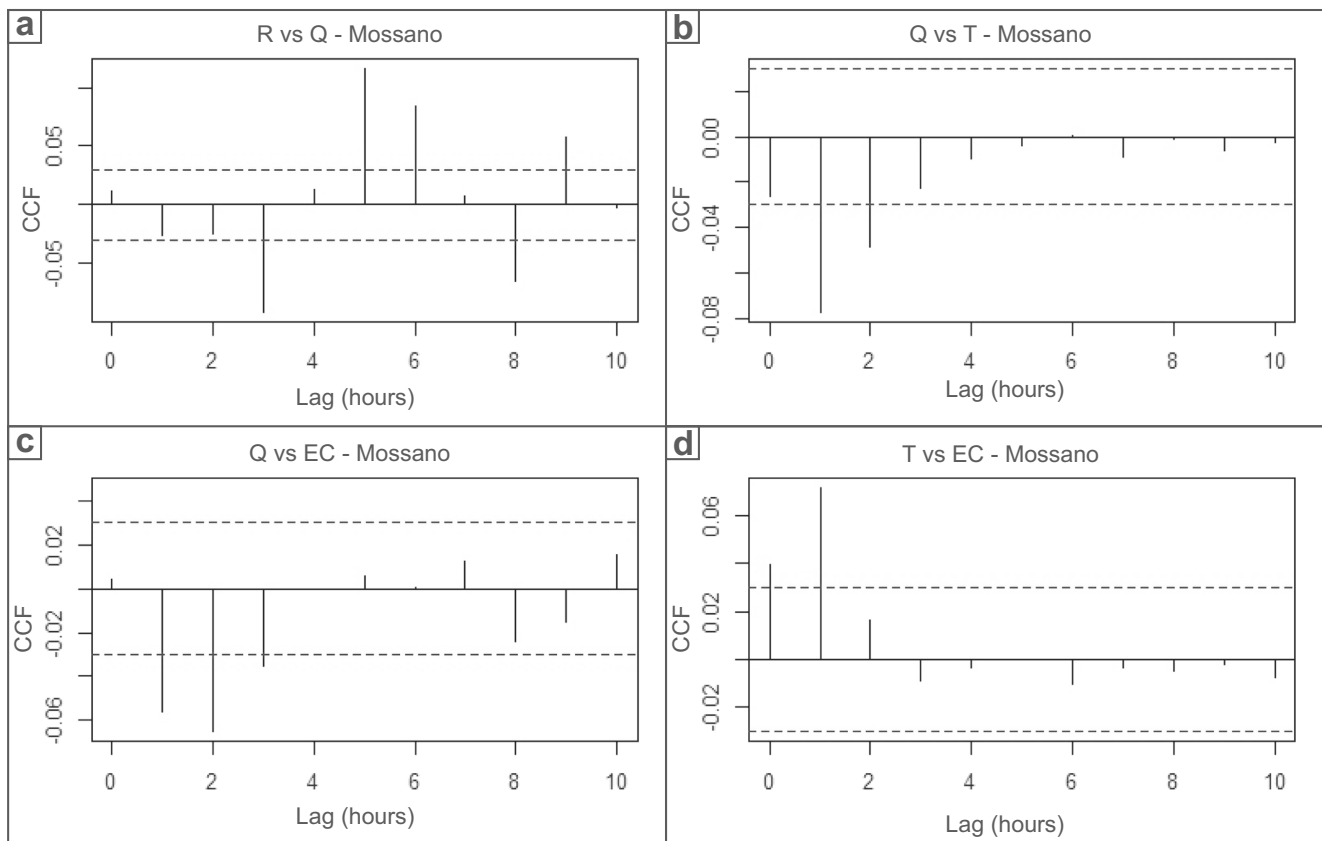 a
R vs Q - Mossano
CCF
0.05
-0.05
0 2 4 6 8 10
Lag (hours)
b
Q vs T - Mossano
CCF
0.00
-0.04
-0.08
0 2 4 6 8 10
Lag (hours)
c
Q vs EC - Mossano
CCF
0.02
-0.02
-0.06
0 2 4 6 8 10
Lag (hours)
d
T vs EC - Mossano
CCF
0.06
0.02
-0.02
0 2 4 6 8 10
Lag (hours)